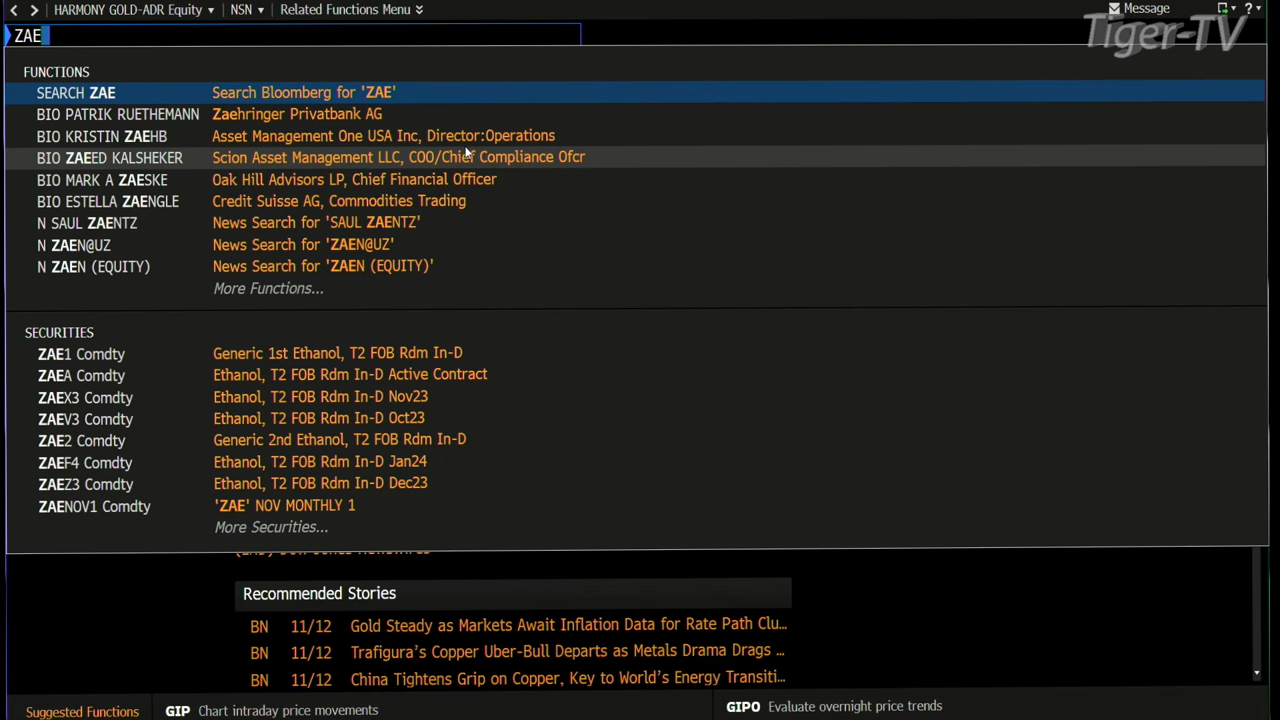 HARMONY GOLD-ADR Equity NSN Related Functions Menu Message ?
Tiger-TV
ZAE
FUNCTIONS
SEARCH ZAE Search Bloomberg for 'ZAE'
BIO PATRIK RUETHEMANN Zaehringer Privatbank AG
BIO KRISTIN ZAEHB Asset Management One USA Inc, Director:Operations
BIO ZAEED KALSHEKER Scion Asset Management LLC, COO/Chief Compliance Ofcr
BIO MARK A ZAESKE Oak Hill Advisors LP, Chief Financial Officer
BIO ESTELLA ZAENGLE Credit Suisse AG, Commodities Trading
N SAUL ZAENTZ News Search for 'SAUL ZAENTZ'
N ZAEN@UZ News Search for 'ZAEN@UZ'
N ZAEN (EQUITY) News Search for 'ZAEN (EQUITY)'
More Functions...
SECURITIES
ZAE1 Comdty Generic 1st Ethanol, T2 FOB Rdm In-D
ZAEA Comdty Ethanol, T2 FOB Rdm In-D Active Contract
ZAEX3 Comdty Ethanol, T2 FOB Rdm In-D Nov23
ZAEV3 Comdty Ethanol, T2 FOB Rdm In-D Oct23
ZAE2 Comdty Generic 2nd Ethanol, T2 FOB Rdm In-D
ZAEF4 Comdty Ethanol, T2 FOB Rdm In-D Jan24
ZAEZ3 Comdty Ethanol, T2 FOB Rdm In-D Dec23
ZAENOV1 Comdty 'ZAE' NOV MONTHLY 1
More Securities...
Recommended Stories
BN 11/12 Gold Steady as Markets Await Inflation Data for Rate Path Clu...
BN 11/12 Trafigura's Copper Uber-Bull Departs as Metals Drama Drags ...
BN 11/12 China Tightens Grip on Copper, Key to World's Energy Transiti...
Suggested Functions GIP Chart intraday price movements GIPO Evaluate overnight price trends